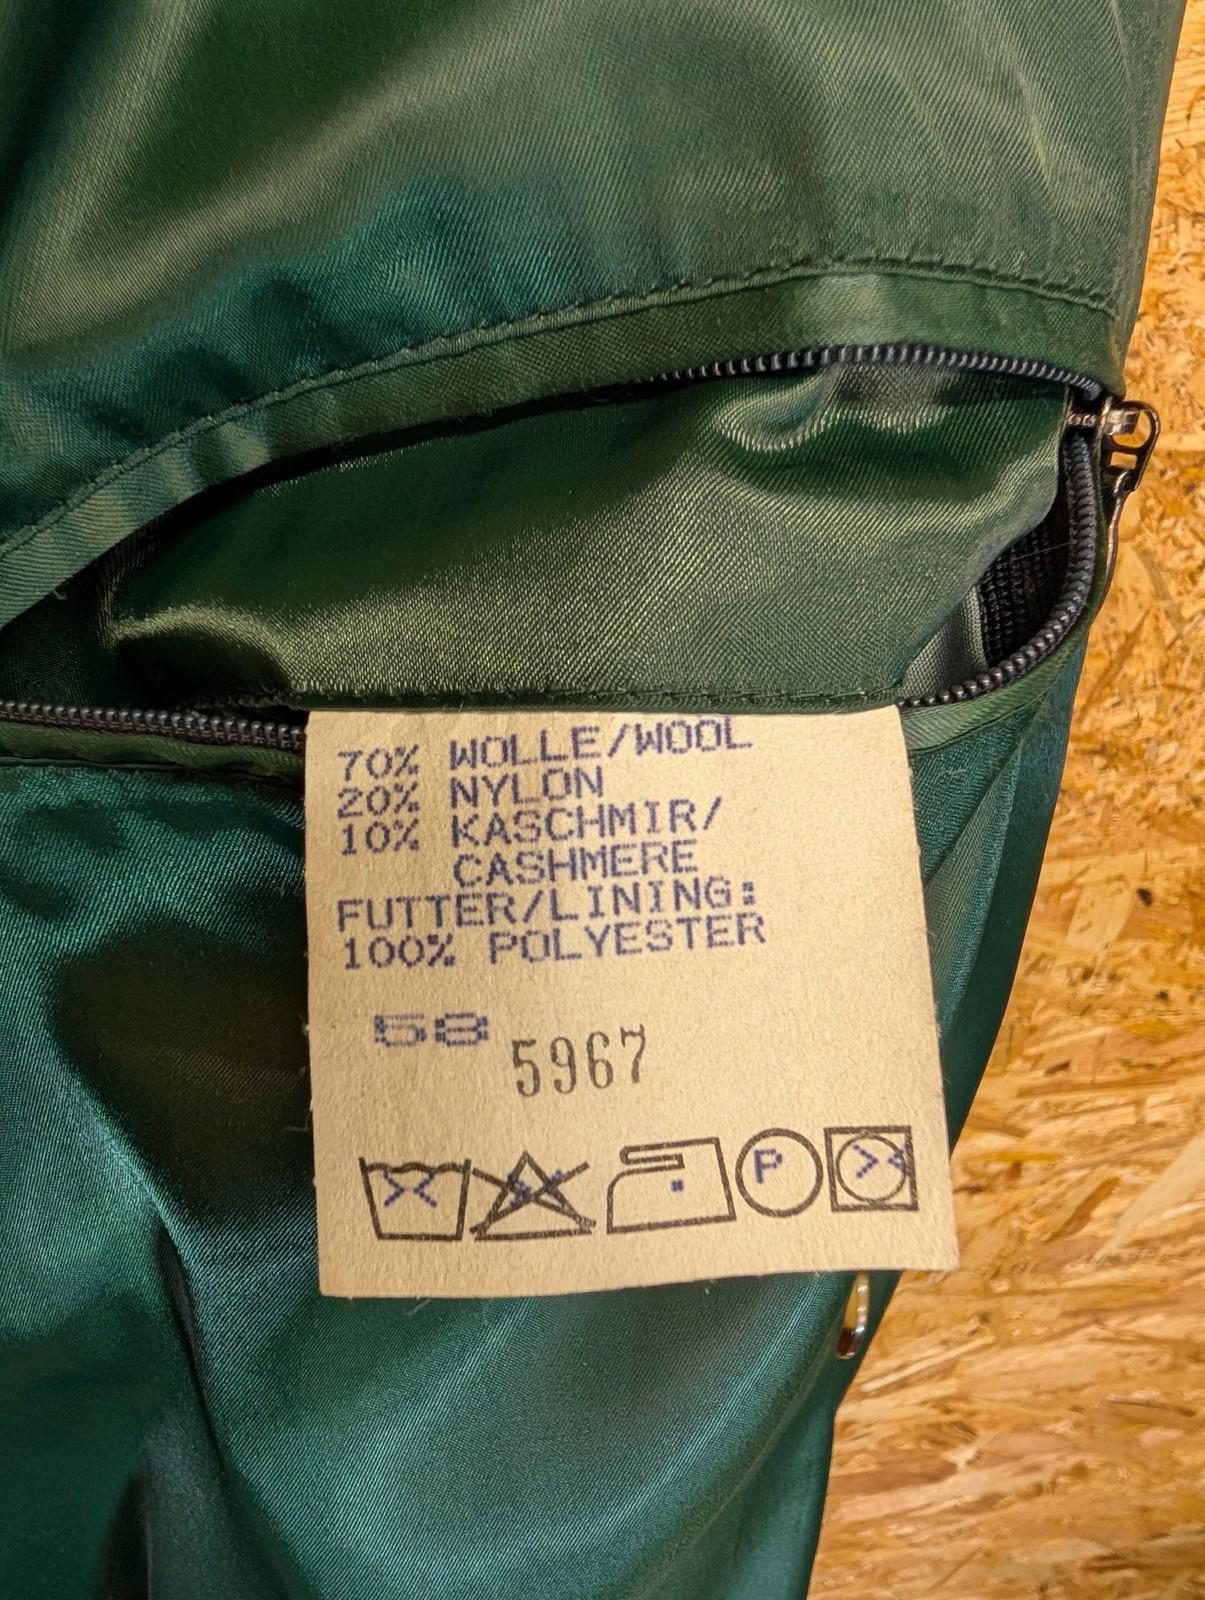 70% WOLLE/WOOL
20% NYLON
10% KASCHMIR/
CASHMERE
FUTTER/LINING:
100% POLYESTER
58
5967
P